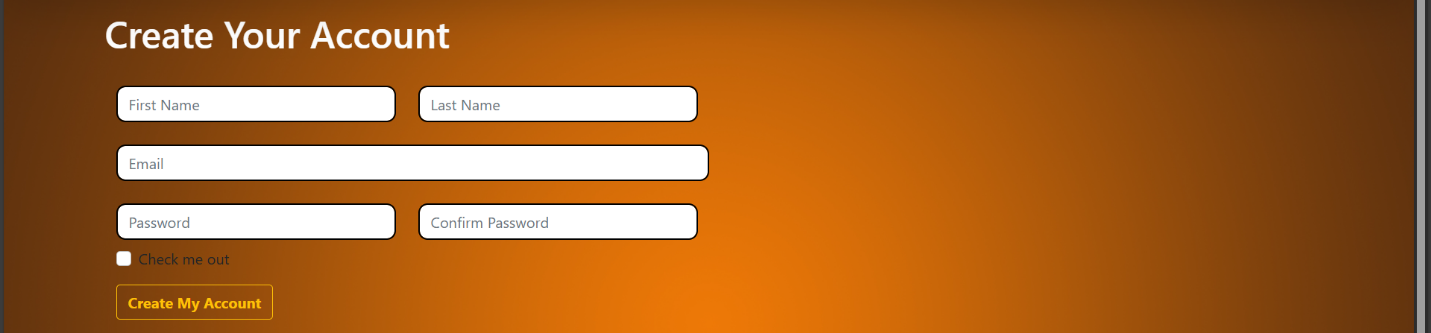 Create Your Account
First Name Last Name
Email
Password Confirm Password
Check me out
Create My Account